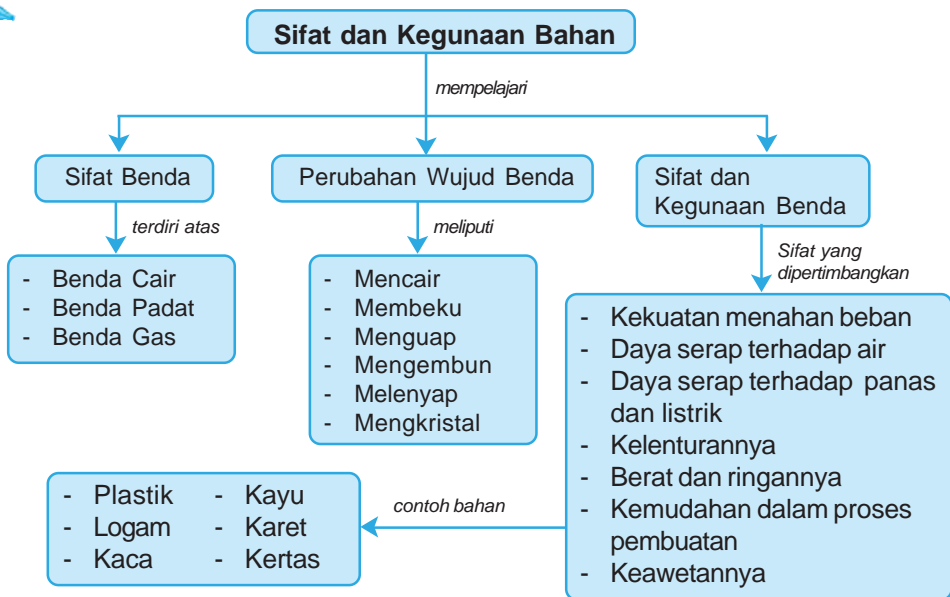 Sifat dan Kegunaan Bahan
mempelajari
Sifat Benda
Perubahan Wujud Benda
Sifat dan
Kegunaan Benda
terdiri atas
meliputi
Sifat yang
dipertimbangkan
- Benda Cair
- Benda Padat
- Benda Gas
- Mencair
- Membeku
- Menguap
- Mengembun
- Melenyap
- Mengkristal
- Kekuatan menahan beban
- Daya serap terhadap air
- Daya serap terhadap panas
dan listrik
- Kelenturannya
- Berat dan ringannya
- Kemudahan dalam proses
pembuatan
- Keawetannya
contoh bahan
- Plastik - Kayu
- Logam - Karet
- Kaca - Kertas